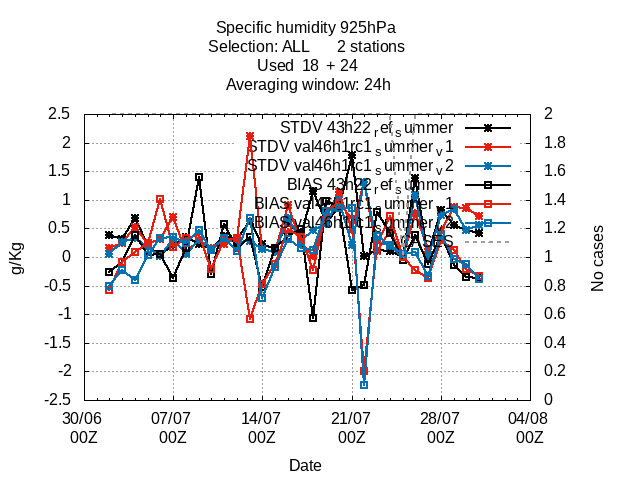 Specific humidity 925hPa
Selection: ALL 2 stations
Used 18 + 24
Averaging window: 24h
2.5
2
1.5
1
0.5
0
-0.5
-1
-1.5
-2
-2.5
g/Kg
2
1.8
1.6
1.4
1.2
1
0.8
0.6
0.4
0.2
0
No cases
STDV 43h22_ref_summer
STDV val46h1rc1_summer_v1
STDV val46h1rc1_summer_v2
BIAS 43h22_ref_summer
BIAS val46h1rc1_summer_v1
BIAS val46h1rc1_summer
30/06 07/07 14/07 21/07 28/07 04/08
00Z 00Z 00Z 00Z 00Z 00Z
Date